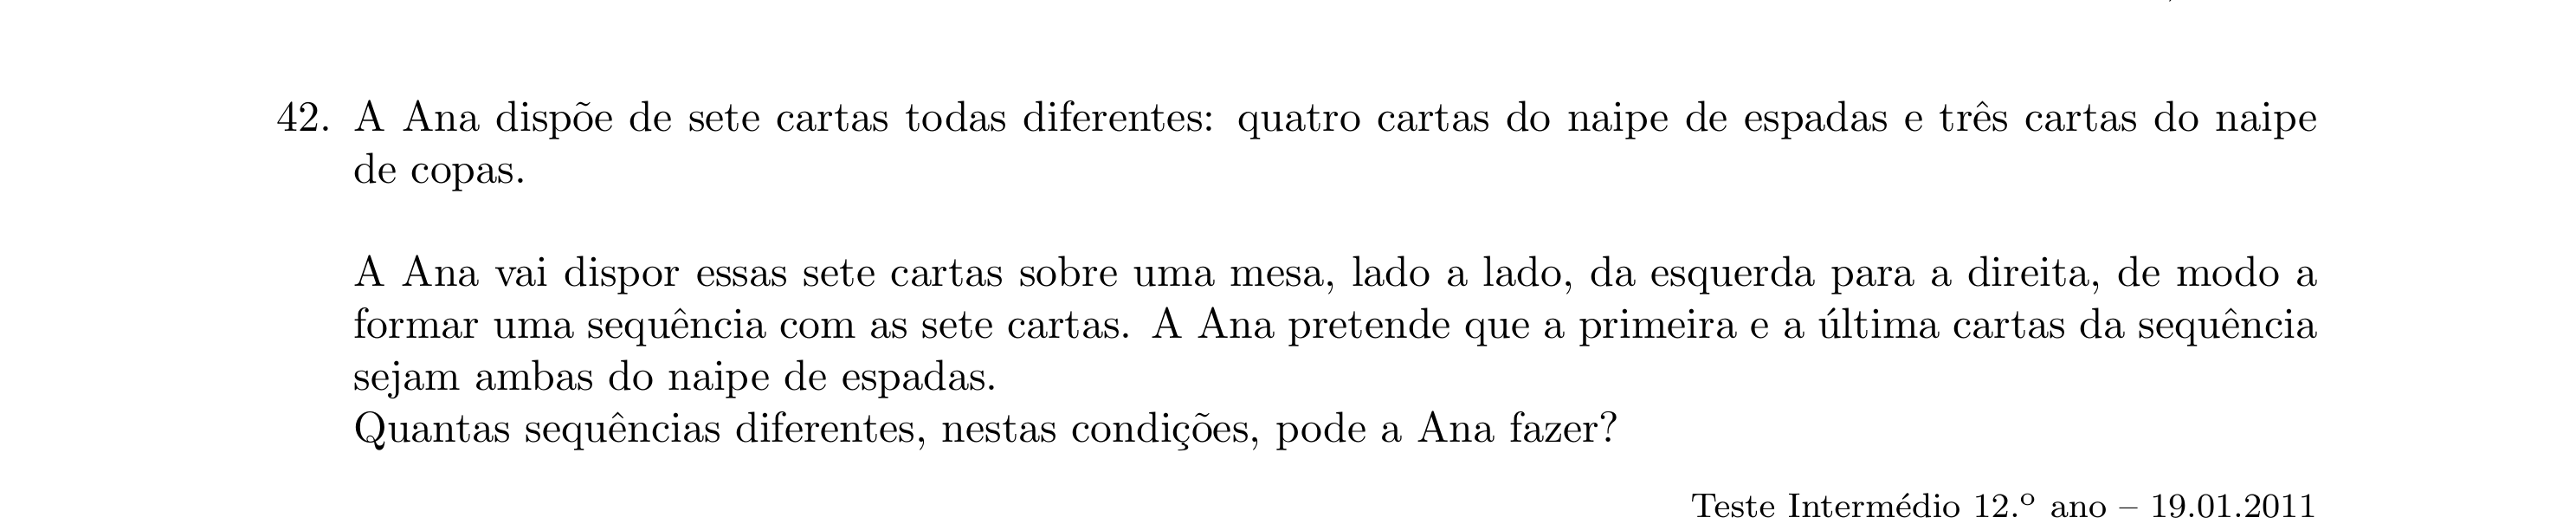 42. A Ana dispõe de sete cartas todas diferentes: quatro cartas do naipe de espadas e três cartas do naipe
de copas.
A Ana vai dispor essas sete cartas sobre uma mesa, lado a lado, da esquerda para a direita, de modo a
formar uma sequência com as sete cartas. A Ana pretende que a primeira e a última cartas da sequência
sejam ambas do naipe de espadas.
Quantas sequências diferentes, nestas condições, pode a Ana fazer?
Teste Intermédio 12.º ano – 19.01.2011